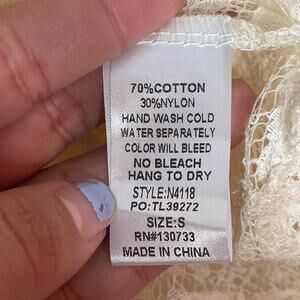 70%COTTON
30%NYLON
HAND WASH COLD
WATER SEPARATELY
COLOR WILL BLEED
NO BLEACH
HANG TO DRY
STYLE:N4118
PO:TL39272
SIZE:S
RN#130733
MADE IN CHINA